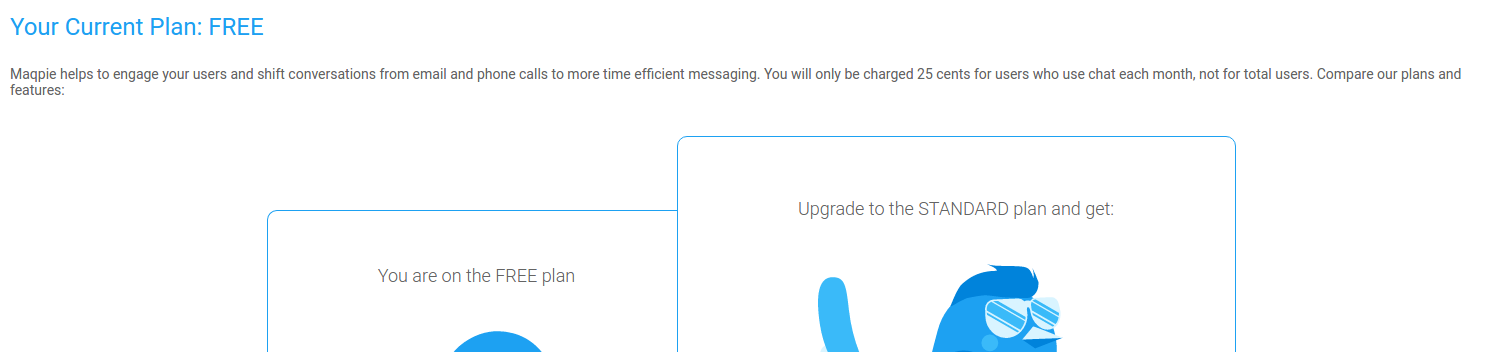 Your Current Plan: FREE
Maqpie helps to engage your users and shift conversations from email and phone calls to more time efficient messaging. You will only be charged 25 cents for users who use chat each month, not for total users. Compare our plans and
features:
Upgrade to the STANDARD plan and get:
You are on the FREE plan